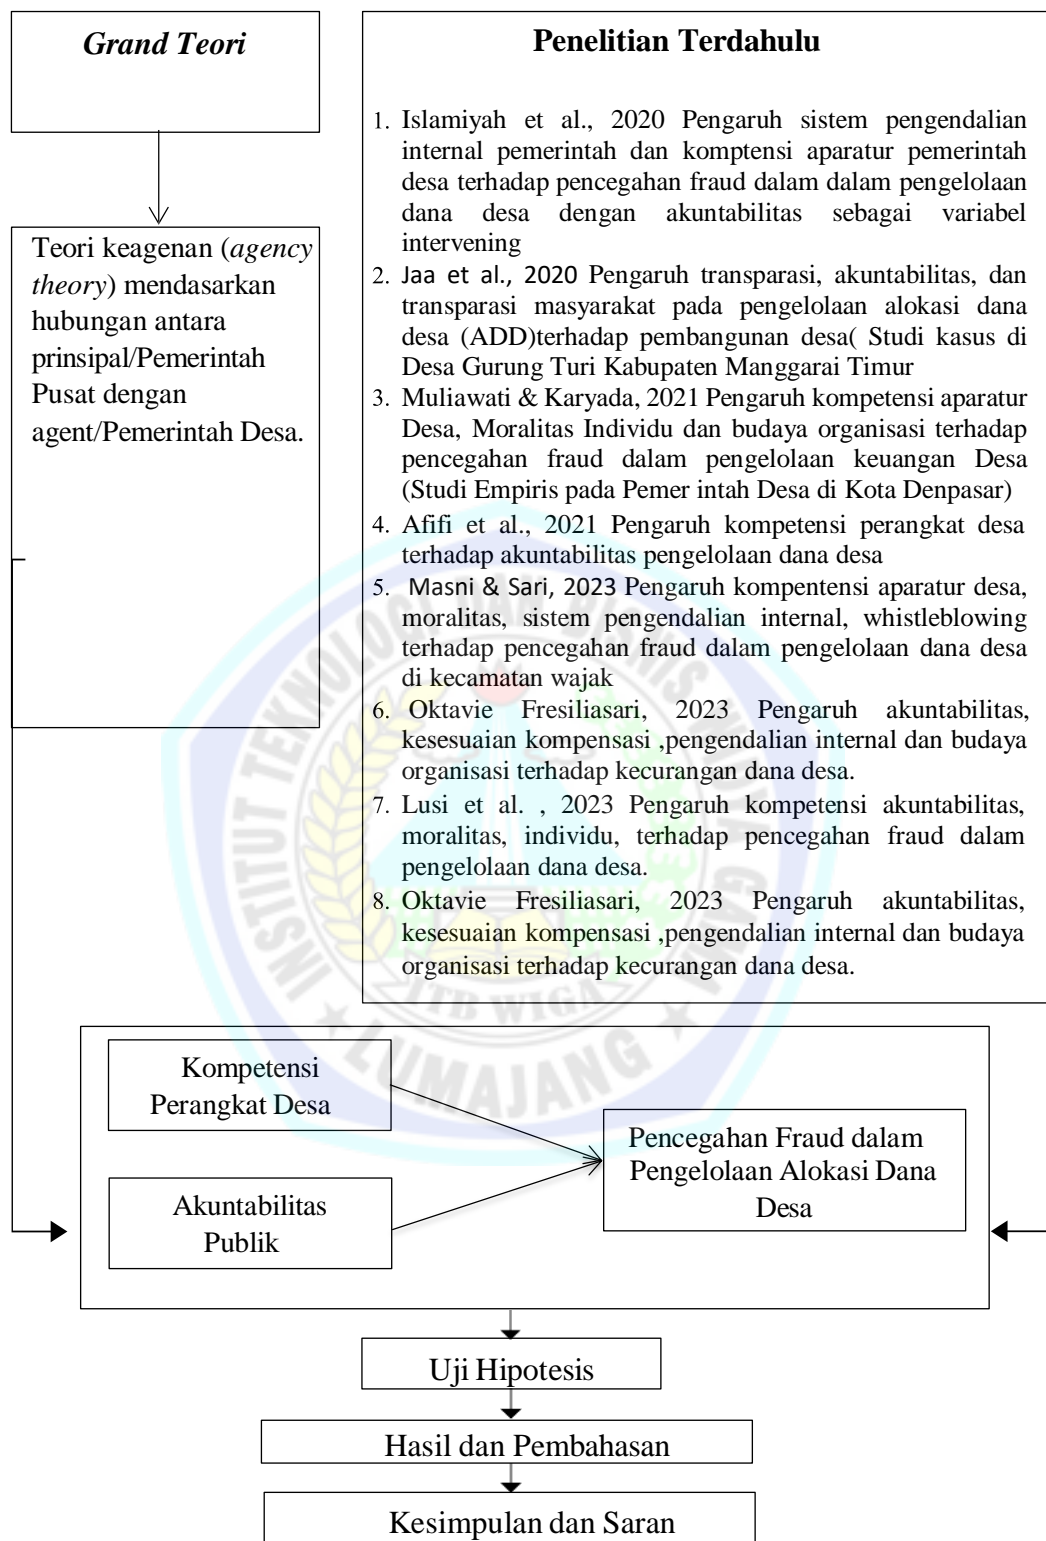 Grand Teori
Teori keagenan (agency
theory) mendasarkan
hubungan antara
prinsipal/Pemerintah
Pusat dengan
agent/Pemerintah Desa.
Penelitian Terdahulu
1. Islamiyah et al., 2020 Pengaruh sistem pengendalian
internal pemerintah dan komptensi aparatur pemerintah
desa terhadap pencegahan fraud dalam dalam pengelolaan
dana desa dengan akuntabilitas sebagai variabel
intervening
2. Jaa et al., 2020 Pengaruh transparasi, akuntabilitas, dan
transparasi masyarakat pada pengelolaan alokasi dana
desa (ADD)terhadap pembangunan desa( Studi kasus di
Desa Gurung Turi Kabupaten Manggarai Timur
3. Muliawati & Karyada, 2021 Pengaruh kompetensi aparatur
Desa, Moralitas Individu dan budaya organisasi terhadap
pencegahan fraud dalam pengelolaan keuangan Desa
(Studi Empiris pada Pemer intah Desa di Kota Denpasar)
4. Afifi et al., 2021 Pengaruh kompetensi perangkat desa
terhadap akuntabilitas pengelolaan dana desa
5. Masni & Sari, 2023 Pengaruh kompentensi aparatur desa,
moralitas, sistem pengendalian internal, whistleblowing
terhadap pencegahan fraud dalam pengelolaan dana desa
di kecamatan wajak
6. Oktavie Fresiliasari, 2023 Pengaruh akuntabilitas,
kesesuaian kompensasi ,pengendalian internal dan budaya
organisasi terhadap kecurangan dana desa.
7. Lusi et al. , 2023 Pengaruh kompetensi akuntabilitas,
moralitas, individu, terhadap pencegahan fraud dalam
pengelolaan dana desa.
8. Oktavie Fresiliasari, 2023 Pengaruh akuntabilitas,
kesesuaian kompensasi ,pengendalian internal dan budaya
organisasi terhadap kecurangan dana desa.
INSTITUT TEKNOLOGI DAN BISNIS WIDYA GAMA
ITB WIGA
LUMAJANG
Kompetensi
Perangkat Desa
Akuntabilitas
Publik
Pencegahan Fraud dalam
Pengelolaan Alokasi Dana
Desa
Uji Hipotesis
Hasil dan Pembahasan
Kesimpulan dan Saran